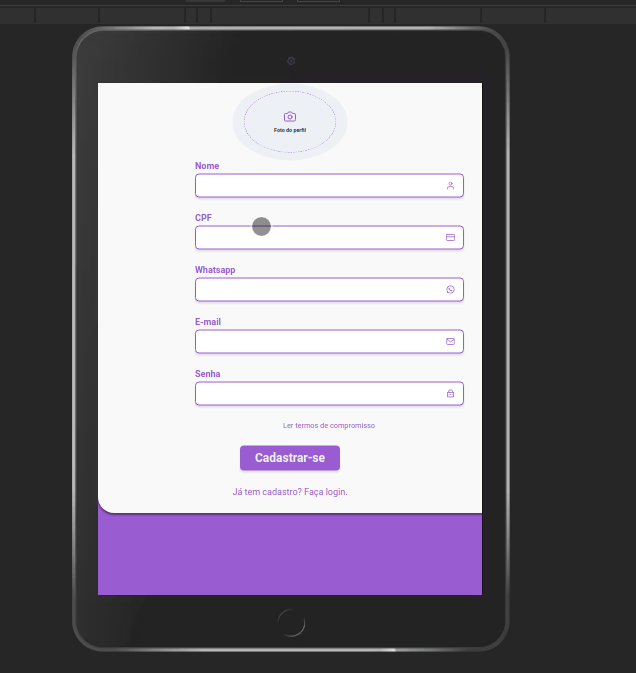 Foto do perfil
Nome
CPF
Whatsapp
E-mail
Senha
Ler termos de compromisso
Cadastrar-se
Já tem cadastro? Faça login.